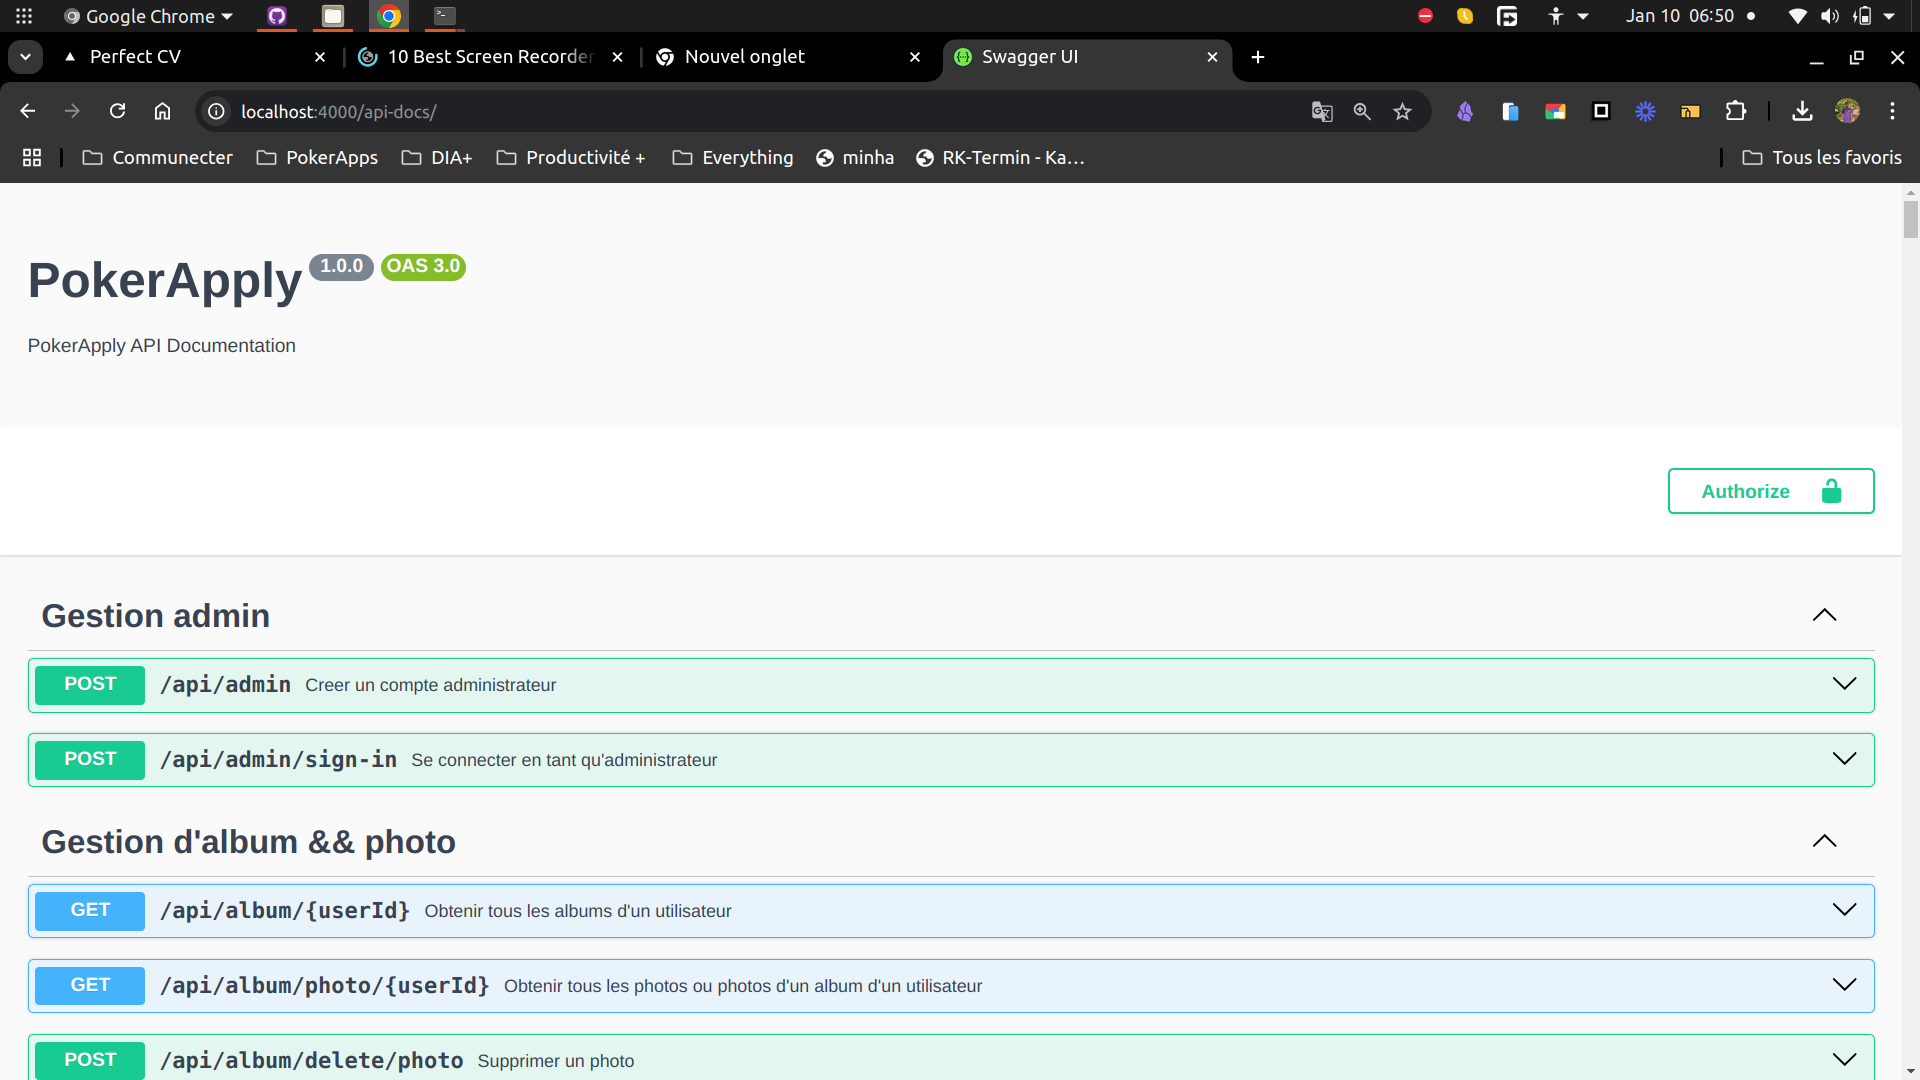 Google Chrome
Jan 10 06:50
Perfect CV
10 Best Screen Recorder
Nouvel onglet
Swagger UI
localhost:4000/api-docs/
Communecter
PokerApps
DIA+
Productivité +
Everything
minha
RK-Termin - Ka...
Tous les favoris
PokerApply 1.0.0 OAS 3.0
PokerApply API Documentation
Authorize
Gestion admin
POST /api/admin Creer un compte administrateur
POST /api/admin/sign-in Se connecter en tant qu'administrateur
Gestion d'album && photo
GET /api/album/{userId} Obtenir tous les albums d'un utilisateur
GET /api/album/photo/{userId} Obtenir tous les photos ou photos d'un album d'un utilisateur
POST /api/album/delete/photo Supprimer un photo